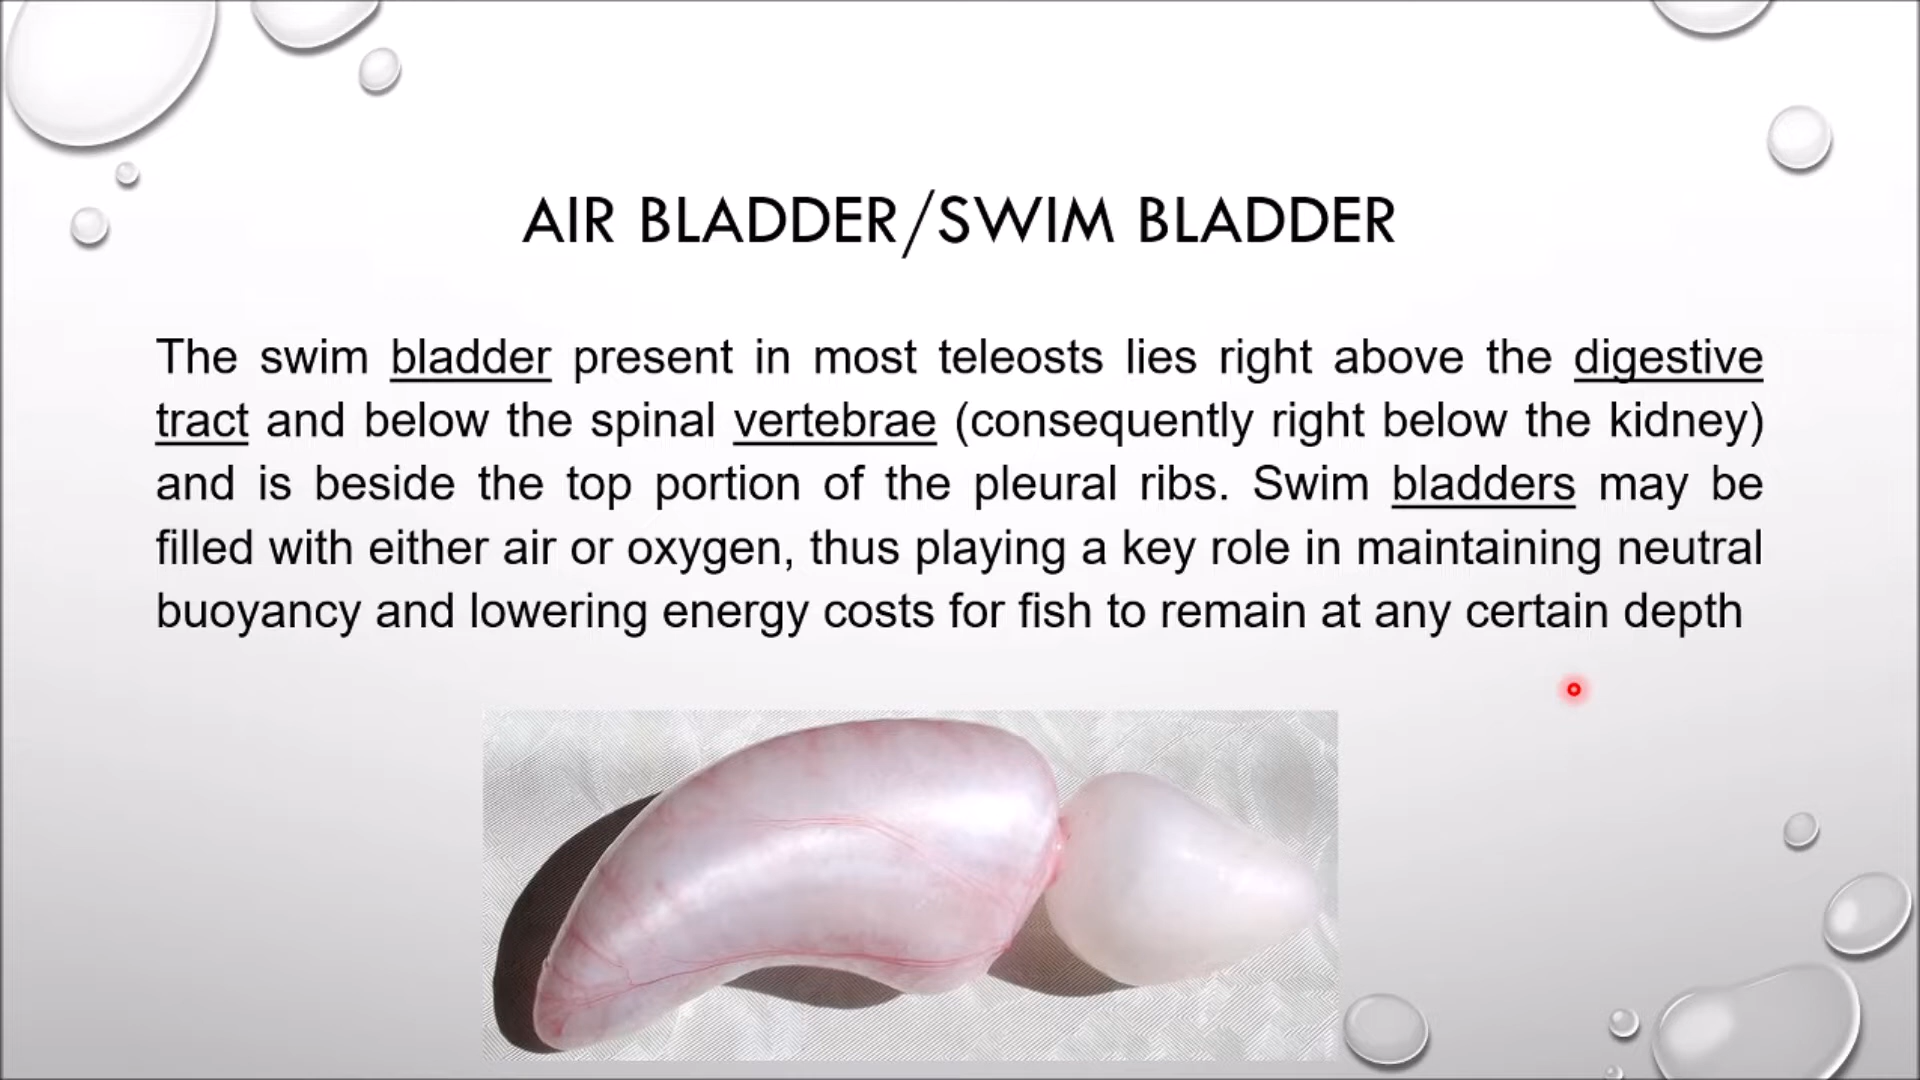 AIR BLADDER/SWIM BLADDER
The swim bladder present in most teleosts lies right above the digestive
tract and below the spinal vertebrae (consequently right below the kidney)
and is beside the top portion of the pleural ribs. Swim bladders may be
filled with either air or oxygen, thus playing a key role in maintaining neutral
buoyancy and lowering energy costs for fish to remain at any certain depth